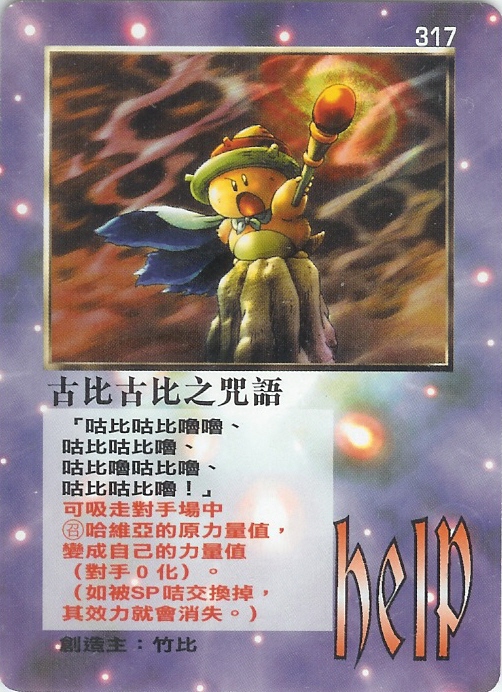 317
古比古比之咒語
「咕比咕比嚕嚕、
咕比咕比嚕、
咕比嚕咕比嚕、
咕比咕比嚕！」
可吸走對手場中
㊁哈維亞的原力量值，
變成自己的力量值
（對手0化）。
（如被SP咭交換掉，
其效力就會消失。）
創造主：竹比
help